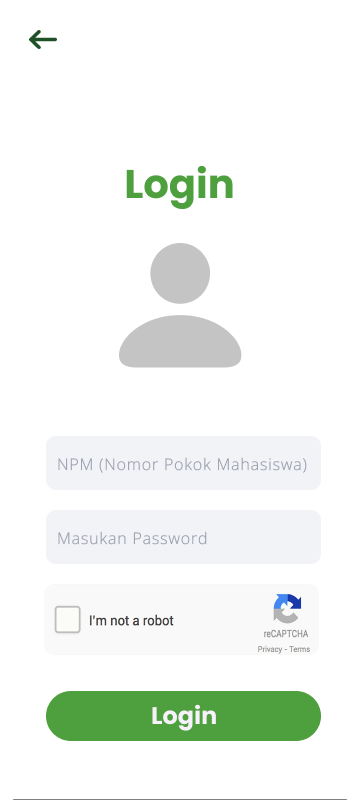 Login
NPM (Nomor Pokok Mahasiswa)
Masukan Password
I'm not a robot
reCAPTCHA
Privacy - Terms
Login